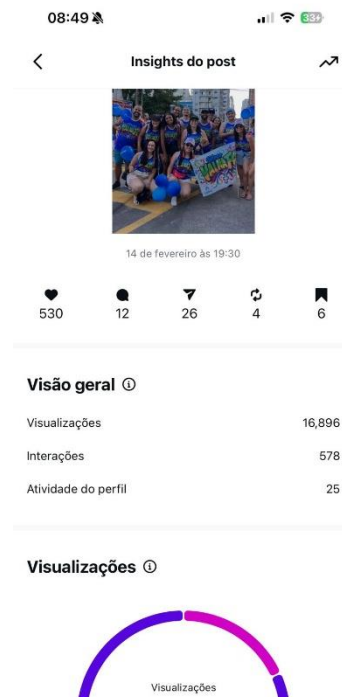 08:49
33+
Insights do post
14 de fevereiro às 19:30
530 12 26 4 6
Visão geral
Visualizações 16,896
Interações 578
Atividade do perfil 25
Visualizações
Visualizações